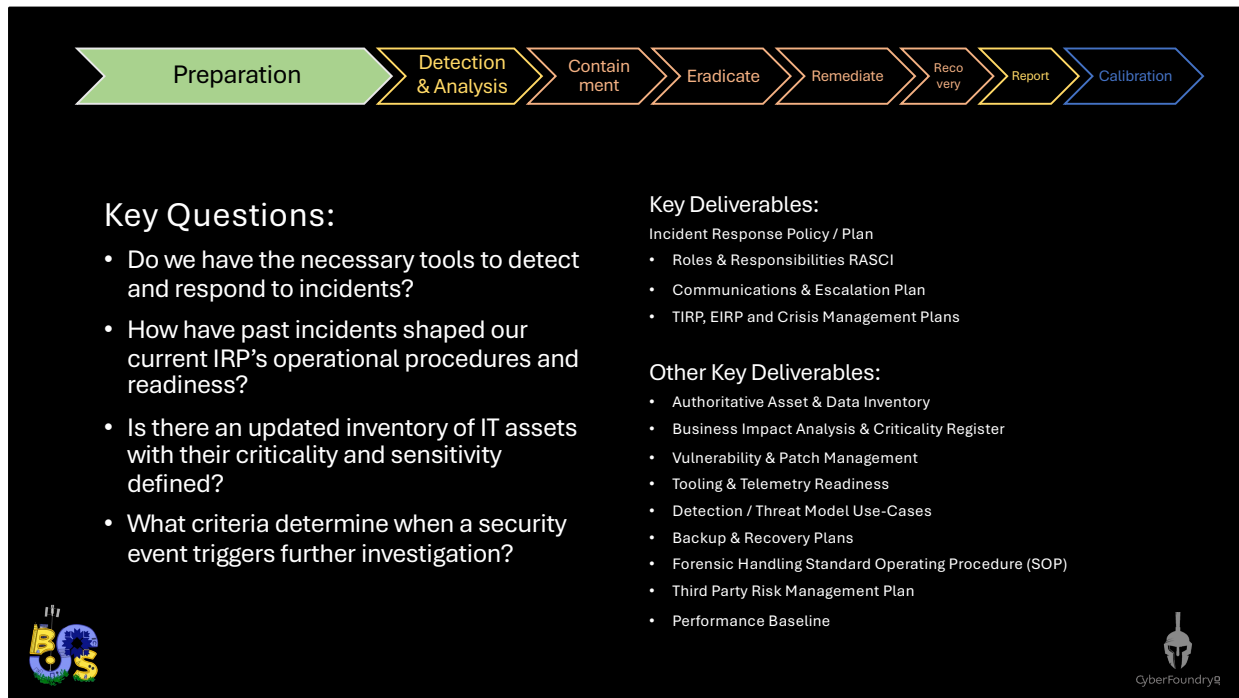 Preparation
Detection
& Analysis
Contain
ment
Eradicate
Remediate
Reco
very
Report
Calibration
Key Questions:
• Do we have the necessary tools to detect
and respond to incidents?
• How have past incidents shaped our
current IRP's operational procedures and
readiness?
• Is there an updated inventory of IT assets
with their criticality and sensitivity
defined?
• What criteria determine when a security
event triggers further investigation?
Key Deliverables:
Incident Response Policy / Plan
• Roles & Responsibilities RASCI
• Communications & Escalation Plan
• TIRP, EIRP and Crisis Management Plans
Other Key Deliverables:
• Authoritative Asset & Data Inventory
• Business Impact Analysis & Criticality Register
• Vulnerability & Patch Management
• Tooling & Telemetry Readiness
• Detection / Threat Model Use-Cases
• Backup & Recovery Plans
• Forensic Handling Standard Operating Procedure (SOP)
• Third Party Risk Management Plan
• Performance Baseline
CyberFoundry